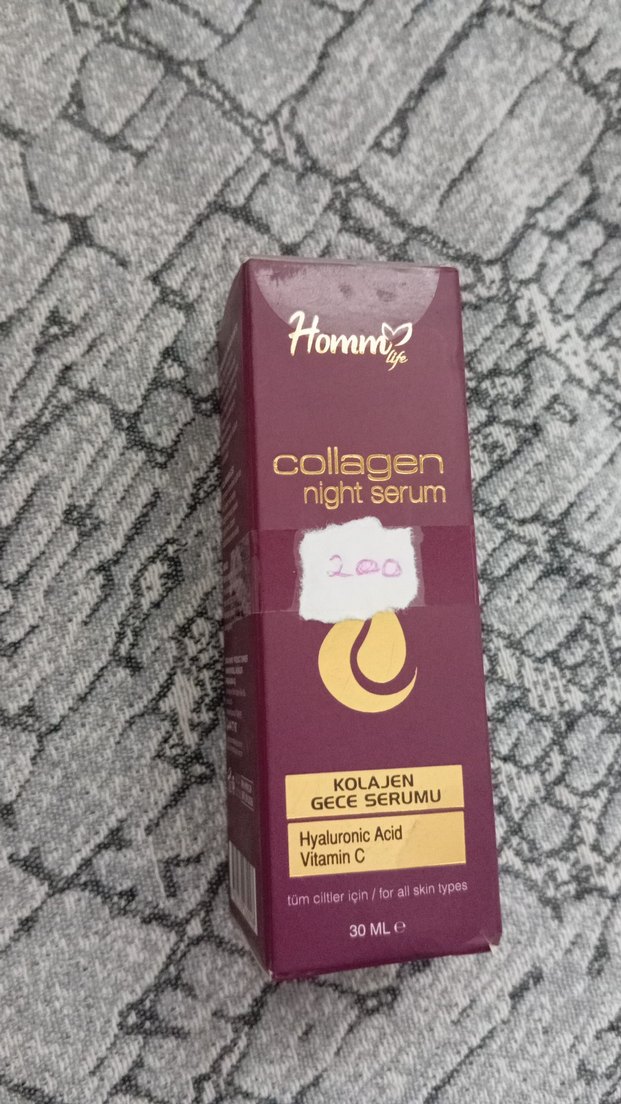 Homm
life
collagen
night serum
200
KOLAJEN
GECE SERUMU
Hyaluronic Acid
Vitamin C
tüm ciltler için / for all skin types
30 ML ℮